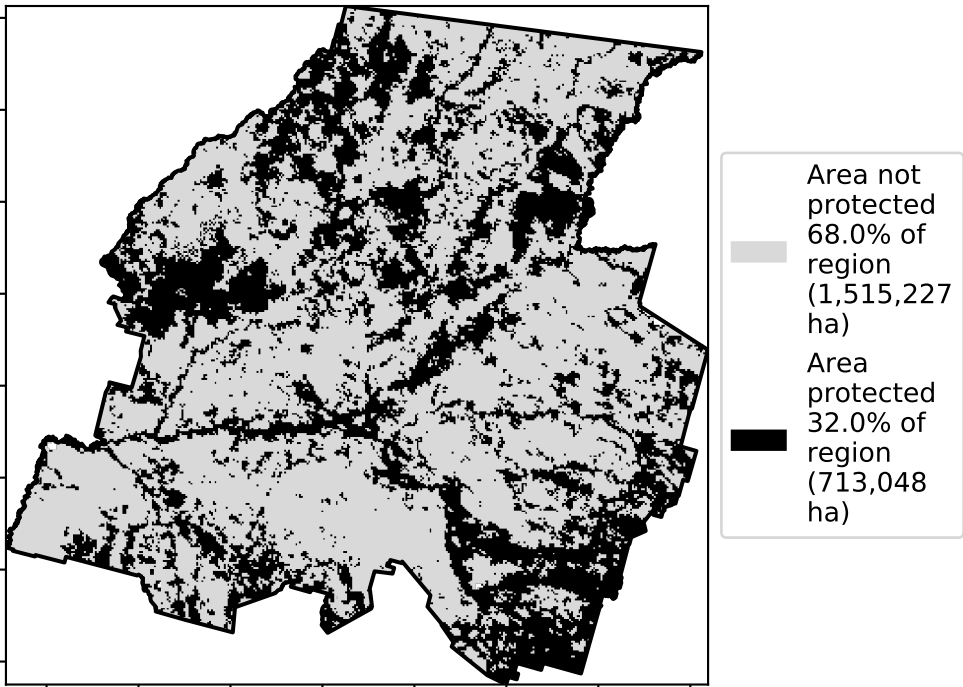 Area not
protected
68.0% of
region
(1,515,227
ha)
Area
protected
32.0% of
region
(713,048
ha)